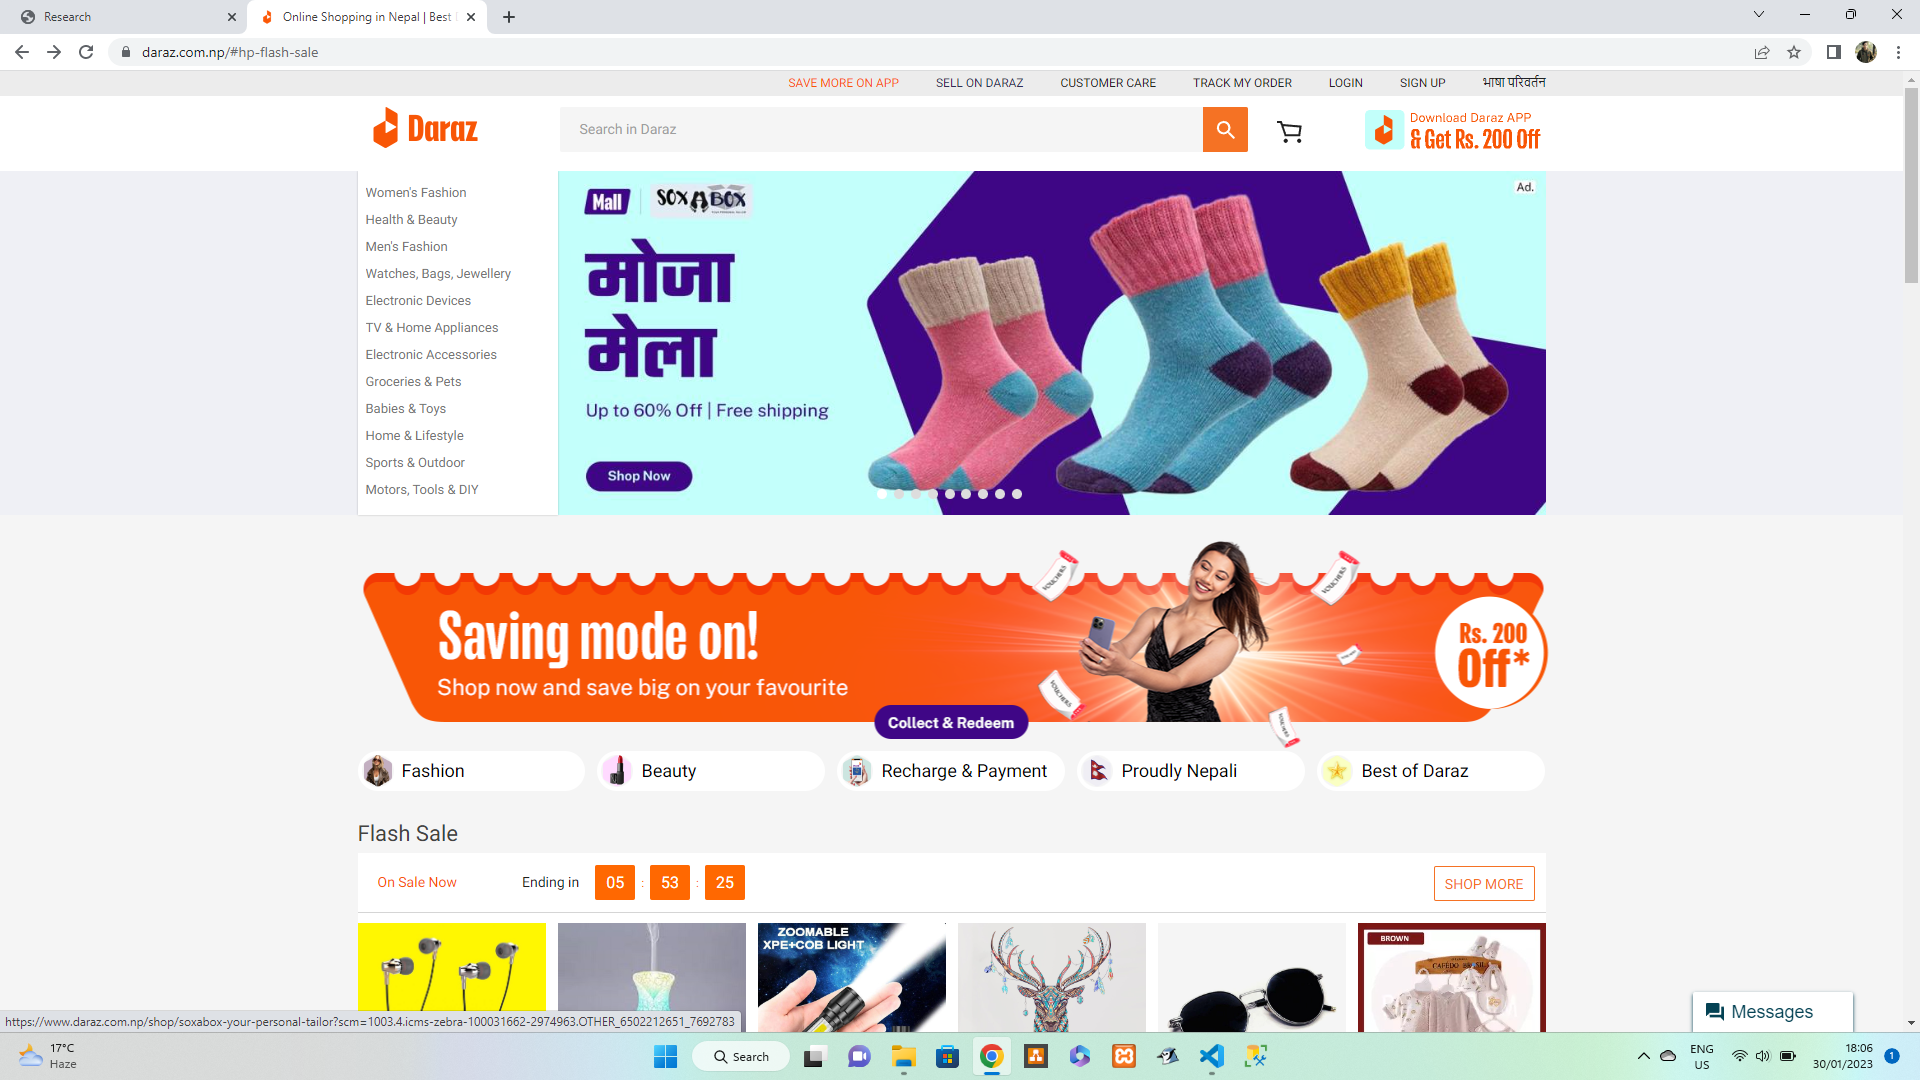 Research
Online Shopping in Nepal | Best
daraz.com.np/#hp-flash-sale
SAVE MORE ON APP
SELL ON DARAZ
CUSTOMER CARE
TRACK MY ORDER
LOGIN
SIGN UP
भाषा परिवर्तन
Daraz
Search in Daraz
Download Daraz APP
& Get Rs. 200 Off
Women's Fashion
Health & Beauty
Men's Fashion
Watches, Bags, Jewellery
Electronic Devices
TV & Home Appliances
Electronic Accessories
Groceries & Pets
Babies & Toys
Home & Lifestyle
Sports & Outdoor
Motors, Tools & DIY
Mall
SOXABOX
Ad.
मोजा
मेला
Up to 60% Off | Free shipping
Shop Now
Saving mode on!
Shop now and save big on your favourite
Collect & Redeem
VOUCHERS
VOUCHERS
VOUCHERS
Rs. 200
Off*
Fashion
Beauty
Recharge & Payment
Proudly Nepali
Best of Daraz
Flash Sale
On Sale Now
Ending in
05 : 53 : 25
SHOP MORE
ZOOMABLE
XPE+COB LIGHT
BROWN
https://www.daraz.com.np/shop/soxabox-your-personal-tailor?scm=1003.4.icms-zebra-100031662-2974963.OTHER_6502212651_7692783
Messages
17°C
Haze
Search
ENG
US
18:06
30/01/2023
1